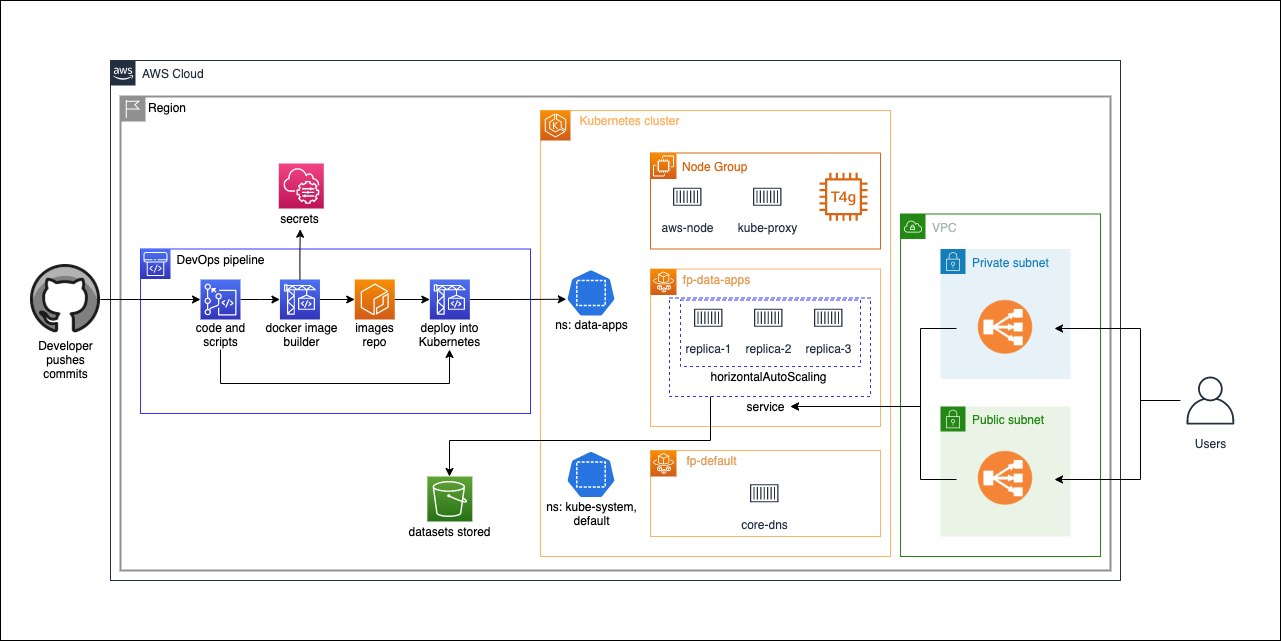 aws
AWS Cloud
Region
Kubernetes cluster
Node Group
T4g
aws-node
kube-proxy
secrets
VPC
DevOps pipeline
Private subnet
fp-data-apps
code and
scripts
docker image
builder
images
repo
deploy into
Kubernetes
ns: data-apps
replica-1
replica-2
replica-3
horizontalAutoScaling
service
Developer
pushes
commits
Public subnet
Users
fp-default
ns: kube-system,
default
core-dns
datasets stored